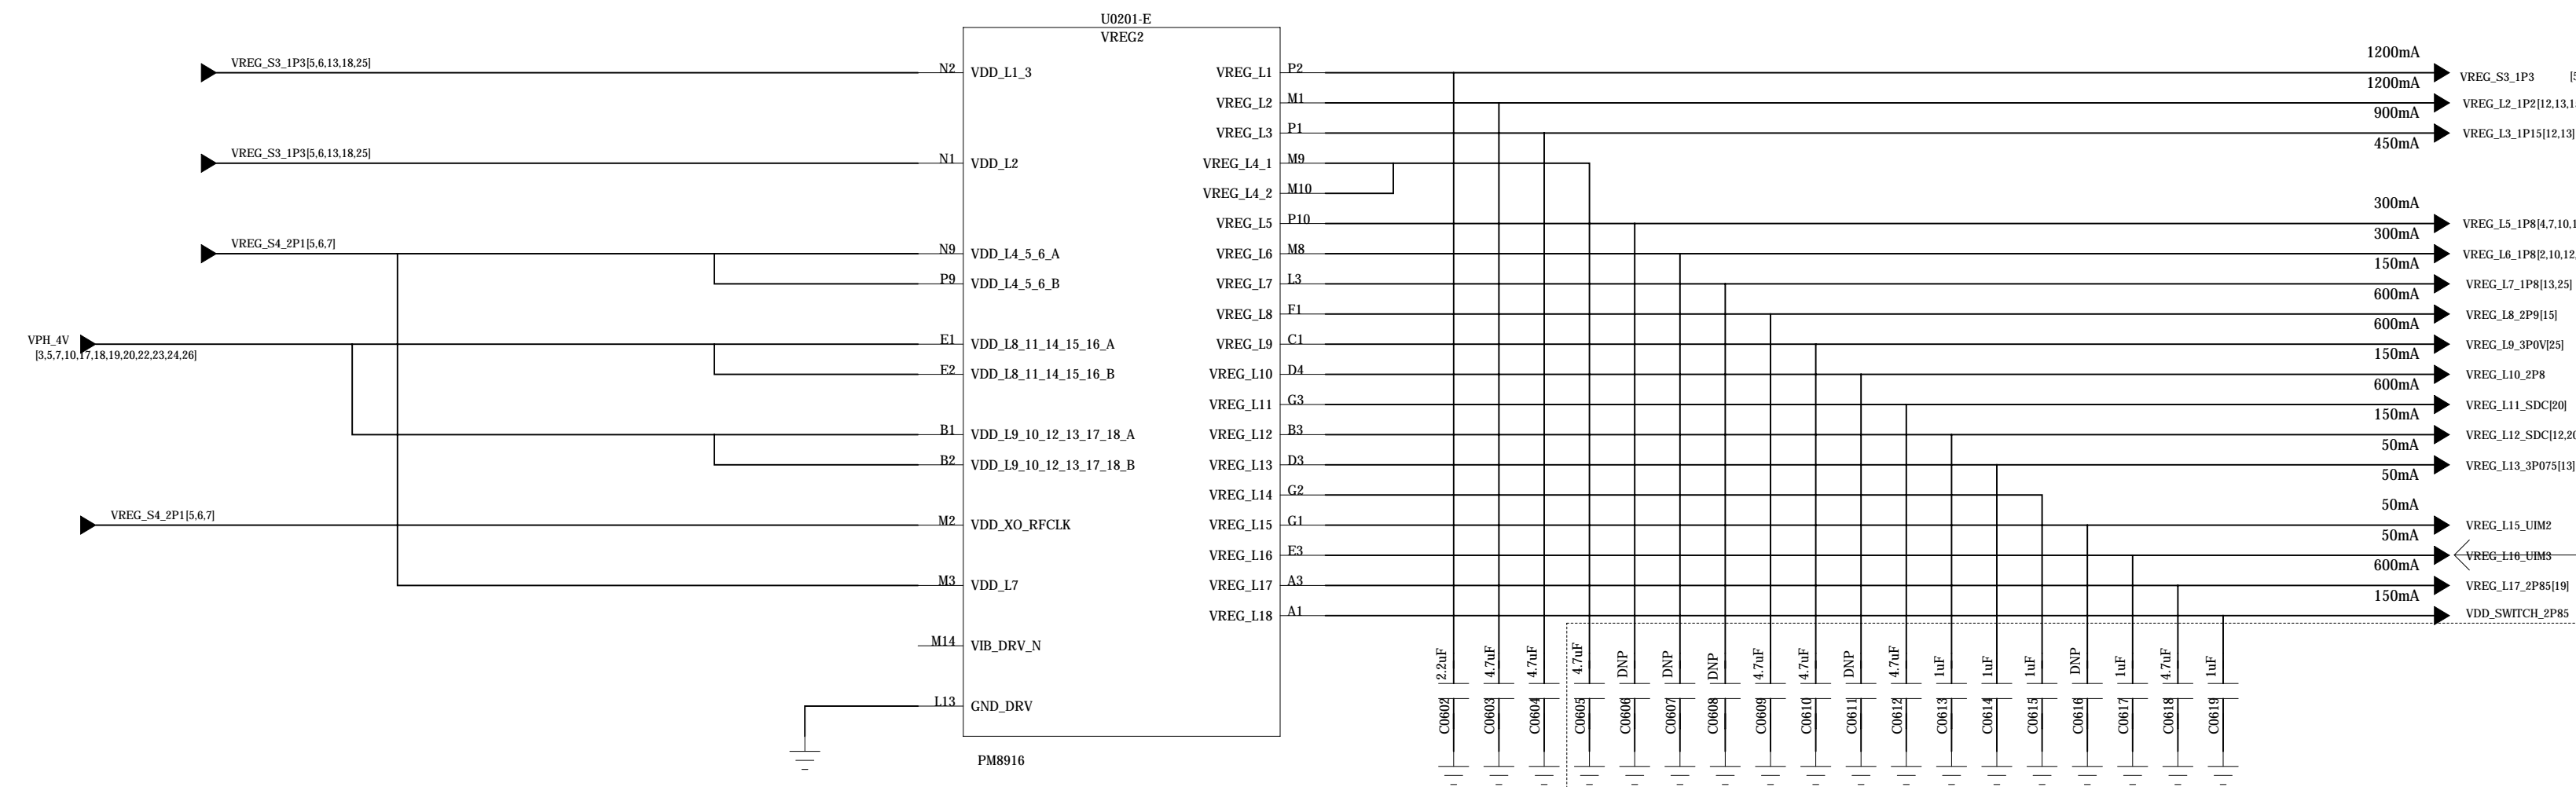 U0201-E
VREG2
VREG_S3_1P3[5,6,13,18,25]
N2 VDD_L1_3
VREG_S3_1P3[5,6,13,18,25]
N1 VDD_L2
VREG_S4_2P1[5,6,7]
N9 VDD_L4_5_6_A
P9 VDD_L4_5_6_B
VPH_4V
[3,5,7,10,17,18,19,20,22,23,24,26]
E1 VDD_L8_11_14_15_16_A
E2 VDD_L8_11_14_15_16_B
B1 VDD_L9_10_12_13_17_18_A
B2 VDD_L9_10_12_13_17_18_B
VREG_S4_2P1[5,6,7]
M2 VDD_XO_RFCLK
M3 VDD_L7
M14 VIB_DRV_N
L13 GND_DRV
PM8916
VREG_L1 P2
VREG_L2 M1
VREG_L3 P1
VREG_L4_1 M9
VREG_L4_2 M10
VREG_L5 P10
VREG_L6 M8
VREG_L7 L3
VREG_L8 F1
VREG_L9 C1
VREG_L10 D4
VREG_L11 G3
VREG_L12 B3
VREG_L13 D3
VREG_L14 G2
VREG_L15 G1
VREG_L16 E3
VREG_L17 A3
VREG_L18 A1
1200mA
VREG_S3_1P3 [5
1200mA
VREG_L2_1P2[12,13,1
900mA
VREG_L3_1P15[12,13]
450mA
300mA
VREG_L5_1P8[4,7,10,1
300mA
VREG_L6_1P8[2,10,12,
150mA
VREG_L7_1P8[13,25]
600mA
VREG_L8_2P9[15]
600mA
VREG_L9_3P0V[25]
150mA
VREG_L10_2P8
600mA
VREG_L11_SDC[20]
150mA
VREG_L12_SDC[12,20
50mA
VREG_L13_3P075[13]
50mA
50mA
VREG_L15_UIM2
50mA
VREG_L16_UIM3
600mA
VREG_L17_2P85[19]
150mA
VDD_SWITCH_2P85
2.2uF C0602
4.7uF C0603
4.7uF C0604
4.7uF C0605
DNP C0606
DNP C0607
DNP C0608
4.7uF C0609
4.7uF C0610
DNP C0611
4.7uF C0612
1uF C0613
1uF C0614
1uF C0615
DNP C0616
1uF C0617
4.7uF C0618
1uF C0619